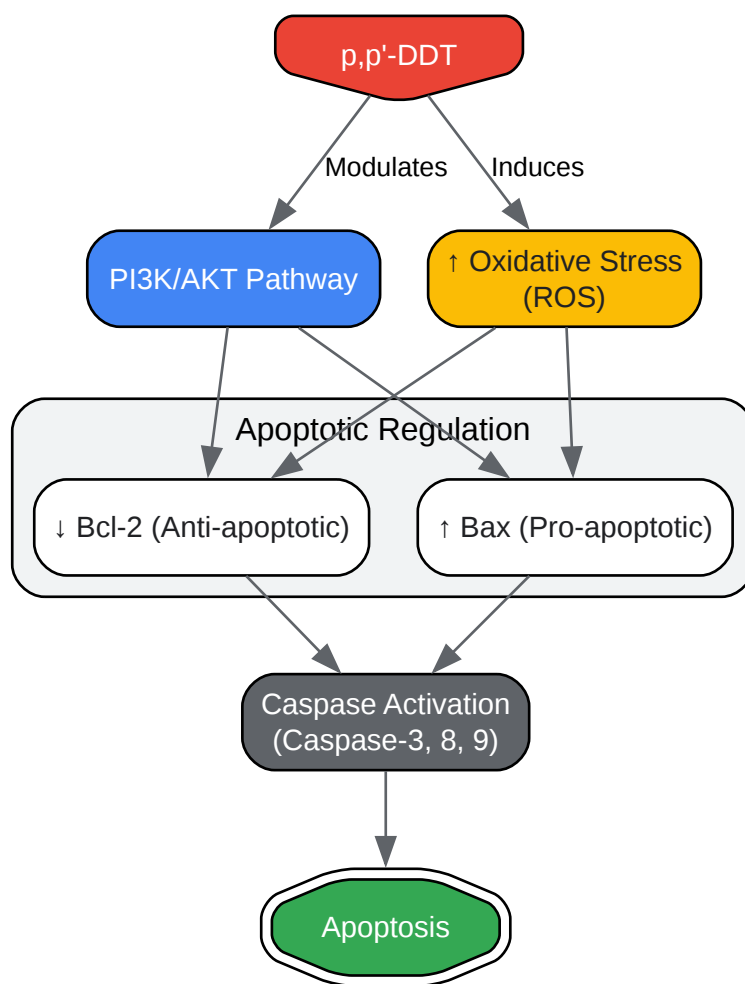 p,p'-DDT
Modulates
Induces
PI3K/AKT Pathway
↑ Oxidative Stress
(ROS)
Apoptotic Regulation
↓ Bcl-2 (Anti-apoptotic)
↑ Bax (Pro-apoptotic)
Caspase Activation
(Caspase-3, 8, 9)
Apoptosis